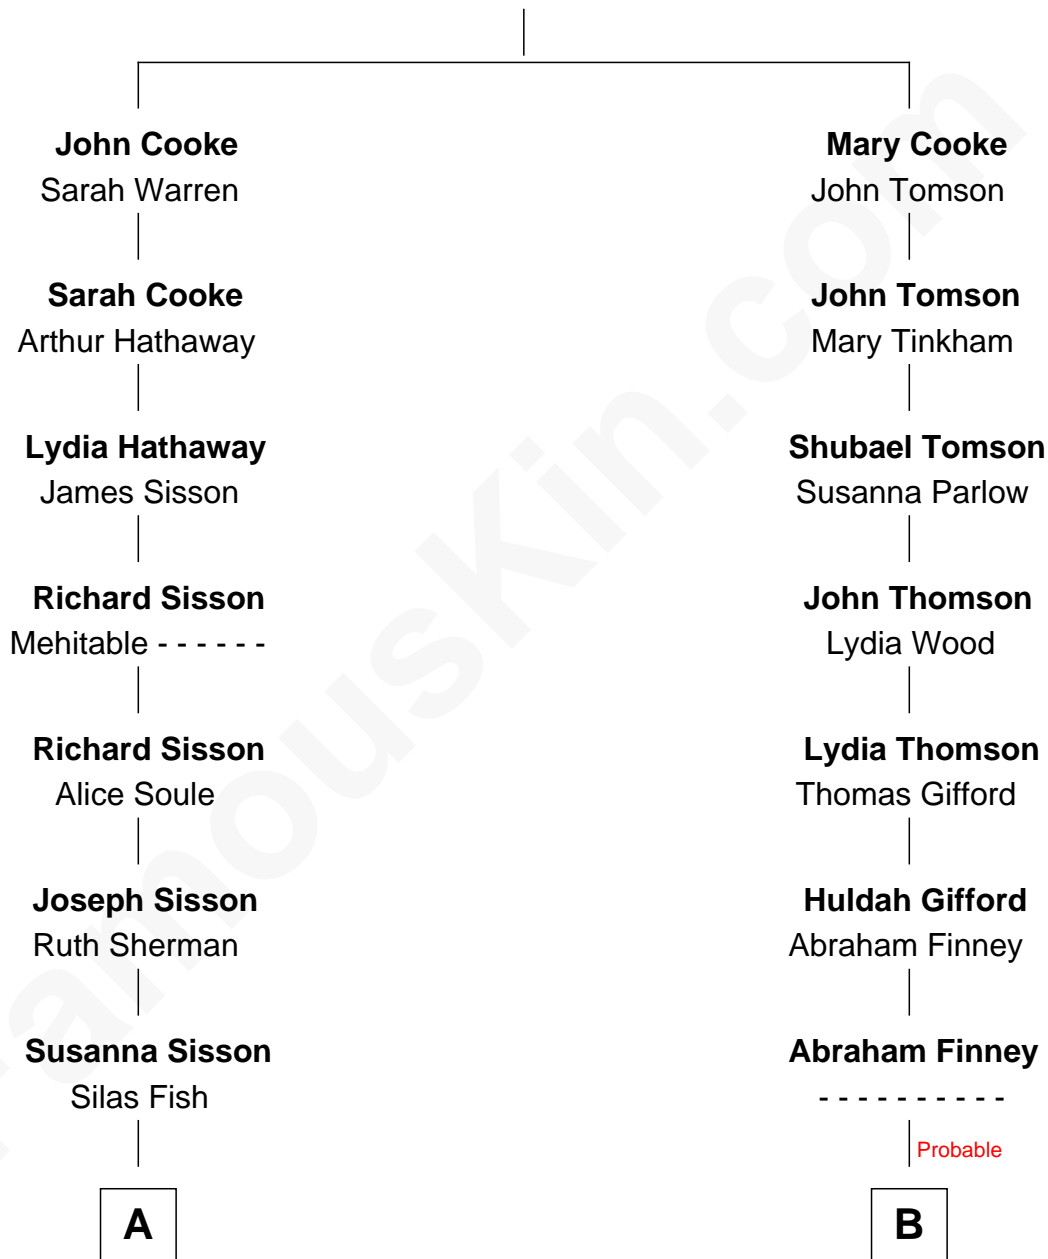 John Cooke
Sarah Warren
Sarah Cooke
Arthur Hathaway
Lydia Hathaway
James Sisson
Richard Sisson
Mehitable - - - - - -
Richard Sisson
Alice Soule
Joseph Sisson
Ruth Sherman
Susanna Sisson
Silas Fish
A
Mary Cooke
John Tomson
John Tomson
Mary Tinkham
Shubael Tomson
Susanna Parlow
John Thomson
Lydia Wood
Lydia Thomson
Thomas Gifford
Huldah Gifford
Abraham Finney
Abraham Finney
- - - - - - - - - -
Probable
B
FamousKin.com